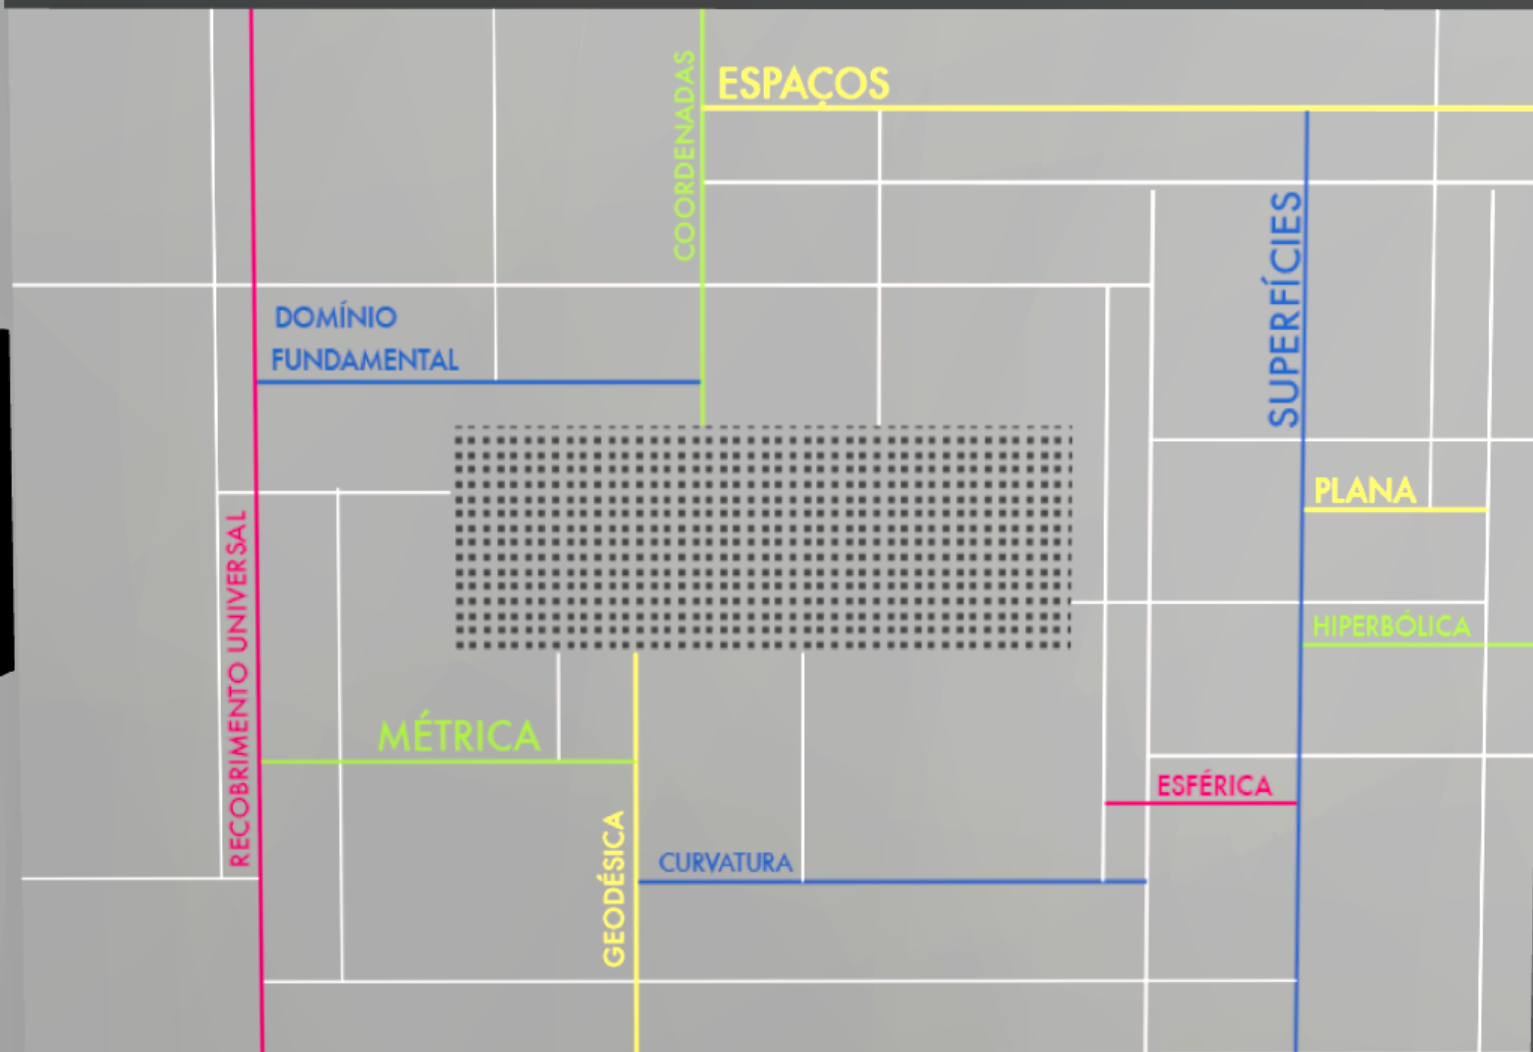 ESPAÇOS
COORDENADAS
DOMÍNIO
FUNDAMENTAL
SUPERFÍCIES
PLANA
HIPERBÓLICA
RECOBRIMENTO UNIVERSAL
MÉTRICA
ESFÉRICA
GEODÉSICA
CURVATURA